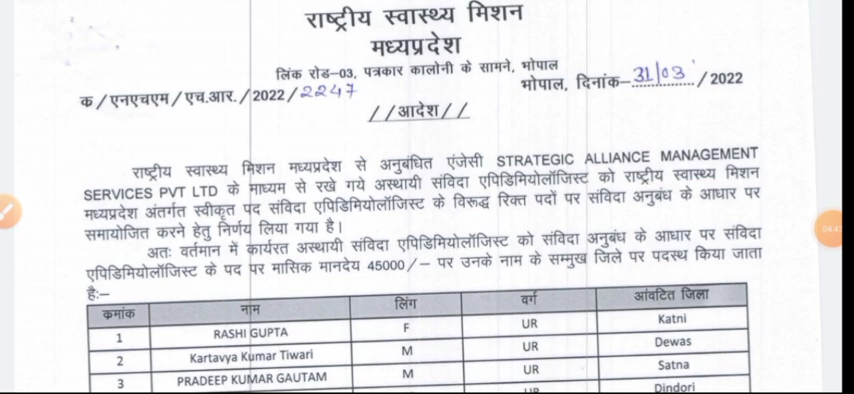 राष्ट्रीय स्वास्थ्य मिशन
मध्यप्रदेश
लिंक रोड–03, पत्रकार कालोनी के सामने, भोपाल
क/एनएचएम/एच.आर./2022/2247
भोपाल, दिनांक–31/03/2022
//आदेश//
राष्ट्रीय स्वास्थ्य मिशन मध्यप्रदेश से अनुबंधित एंजेसी STRATEGIC ALLIANCE MANAGEMENT
SERVICES PVT LTD के माध्यम से रखे गये अस्थायी संविदा एपिडिमियोलॉजिस्ट को राष्ट्रीय स्वास्थ्य मिशन
मध्यप्रदेश अंतर्गत स्वीकृत पद संविदा एपिडिमियोलॉजिस्ट के विरूद्ध रिक्त पदों पर संविदा अनुबंध के आधार पर
समायोजित करने हेतु निर्णय लिया गया है।
अतः वर्तमान में कार्यरत अस्थायी संविदा एपिडिमियोलॉजिस्ट को संविदा अनुबंध के आधार पर संविदा
एपिडिमियोलॉजिस्ट के पद पर मासिक मानदेय 45000/– पर उनके नाम के सम्मुख जिले पर पदस्थ किया जाता
है:–
कमांक नाम लिंग वर्ग आंवटित जिला
1 RASHI GUPTA F UR Katni
2 Kartavya Kumar Tiwari M UR Dewas
3 PRADEEP KUMAR GAUTAM M UR Satna
UR Dindori